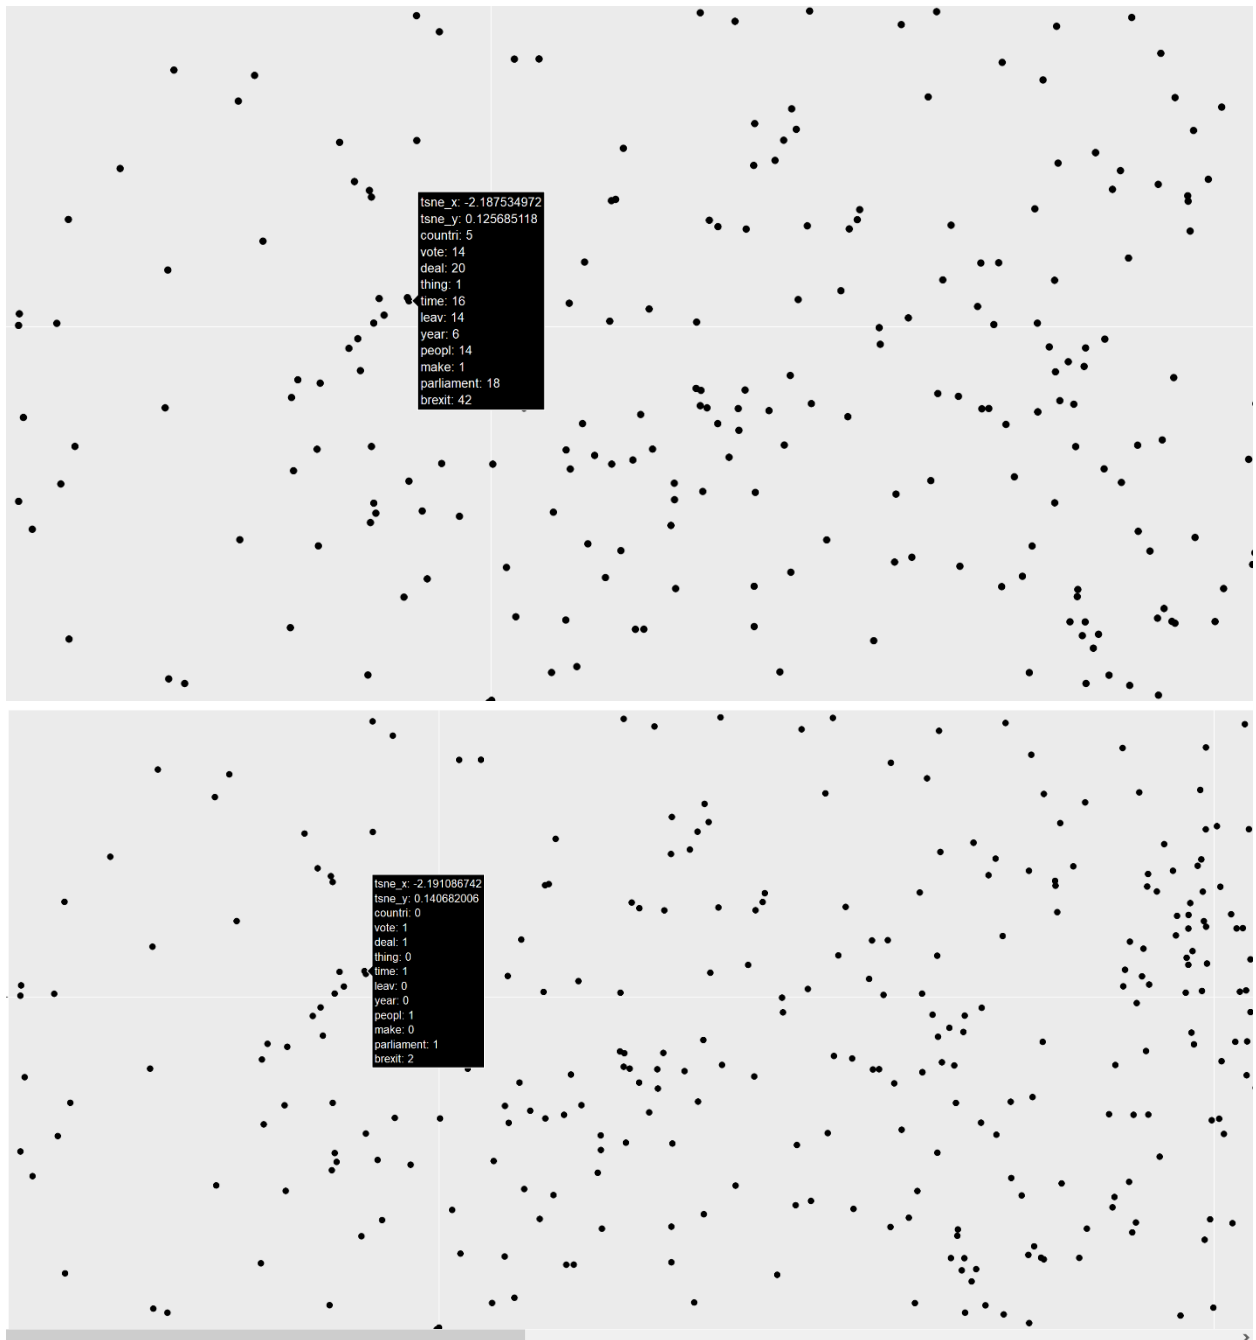 tsne_x: -2.187534972
tsne_y: 0.125685118
countri: 5
vote: 14
deal: 20
thing: 1
time: 16
leav: 14
year: 6
peopl: 14
make: 1
parliament: 18
brexit: 42
tsne_x: -2.191086742
tsne_y: 0.140682006
countri: 0
vote: 1
deal: 1
thing: 0
time: 1
leav: 0
year: 0
peopl: 1
make: 0
parliament: 1
brexit: 2